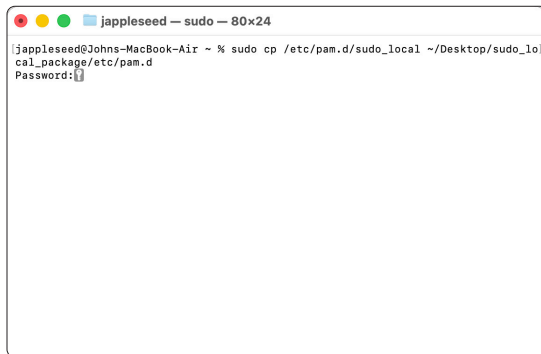 jappleseed — sudo — 80×24
[jappleseed@Johns-MacBook-Air ~ % sudo cp /etc/pam.d/sudo_local ~/Desktop/sudo_lo]
cal_package/etc/pam.d
Password: